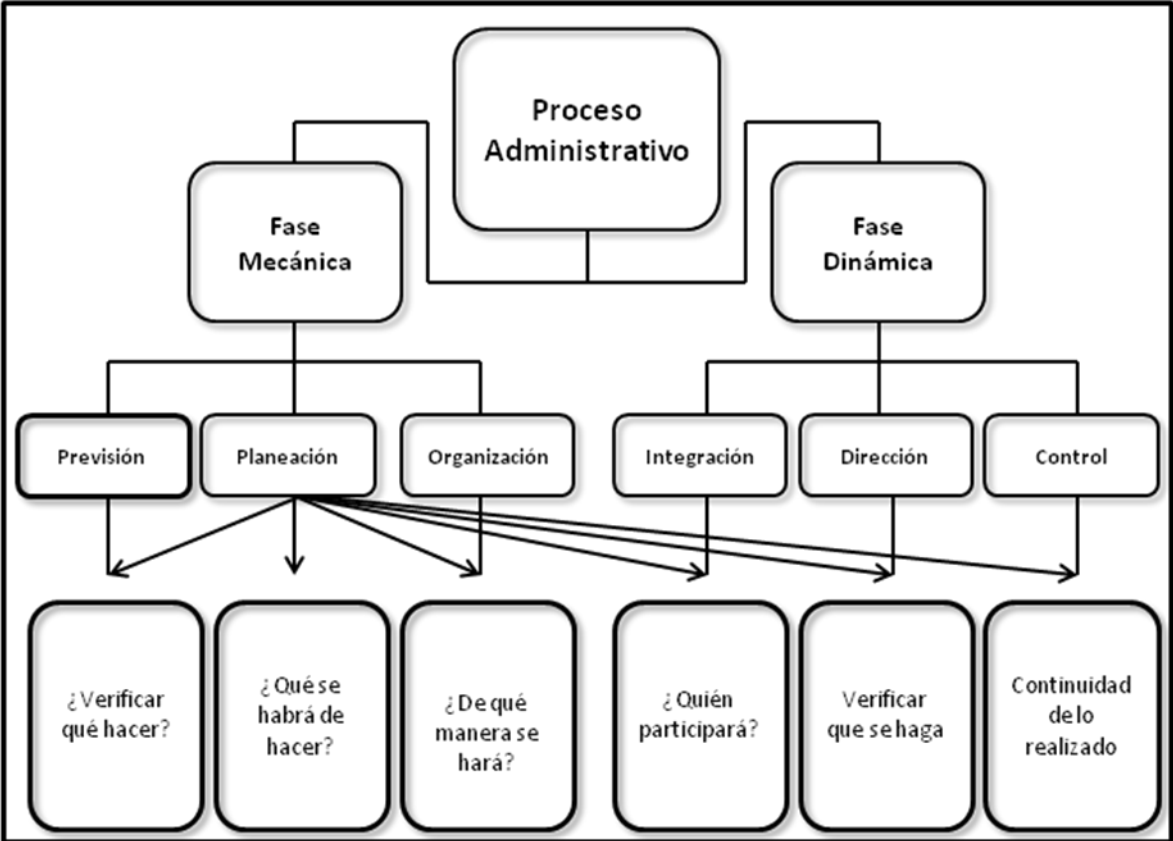 Proceso
Administrativo
Fase
Mecánica
Fase
Dinámica
Previsión
Planeación
Organización
Integración
Dirección
Control
¿Verificar
qué hacer?
¿Qué se
habrá de
hacer?
¿De qué
manera se
hará?
¿Quién
participará?
Verificar
que se haga
Continuidad
de lo
realizado